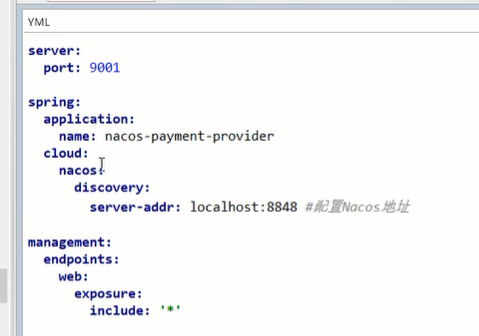 YML
server:
  port: 9001
spring:
  application:
    name: nacos-payment-provider
  cloud:
    nacos:
      discovery:
        server-addr: localhost:8848 #配置Nacos地址
management:
  endpoints:
    web:
      exposure:
        include: '*'